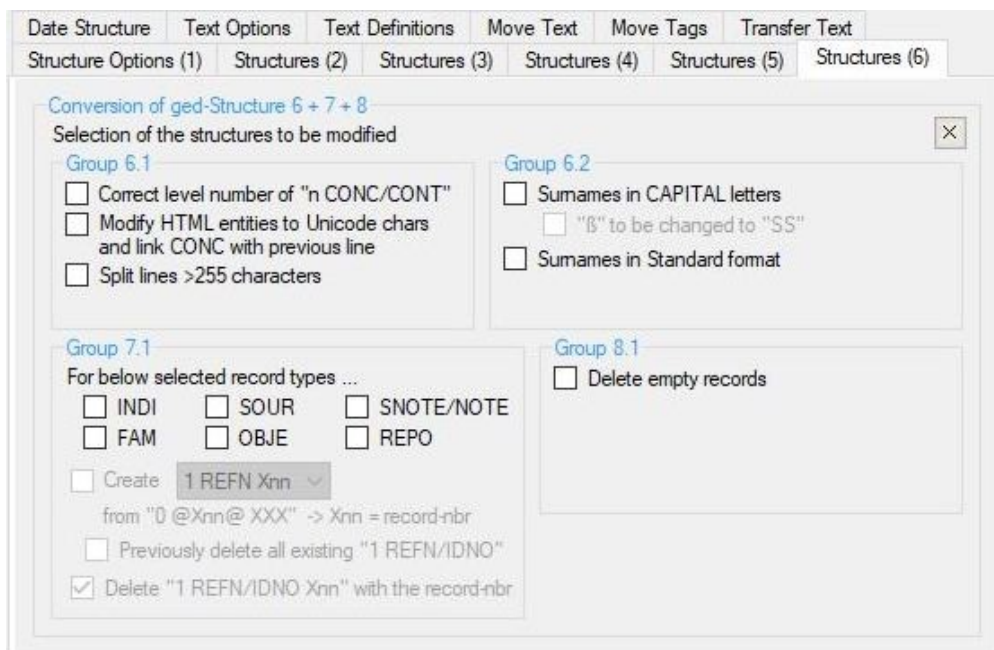 Date Structure Text Options Text Definitions Move Text Move Tags Transfer Text
Structure Options (1) Structures (2) Structures (3) Structures (4) Structures (5) Structures (6)
Conversion of ged-Structure 6 + 7 + 8
Selection of the structures to be modified
Group 6.1
Correct level number of "n CONC/CONT"
Modify HTML entities to Unicode chars
and link CONC with previous line
Split lines >255 characters
Group 6.2
Surnames in CAPITAL letters
"ß" to be changed to "SS"
Surnames in Standard format
Group 7.1
For below selected record types ...
INDI SOUR SNOTE/NOTE
FAM OBJE REPO
Create 1 REFN Xnn
from "0 @Xnn@ XXX" -> Xnn = record-nbr
Previously delete all existing "1 REFN/IDNO"
Delete "1 REFN/IDNO Xnn" with the record-nbr
Group 8.1
Delete empty records